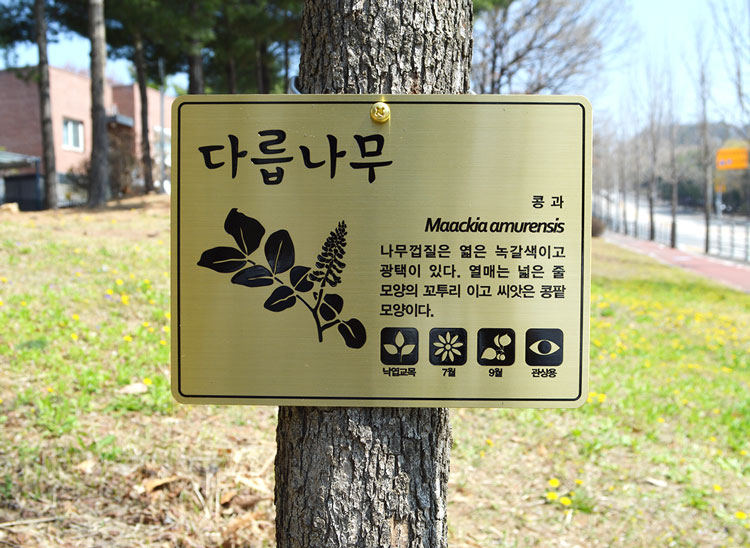 다릅나무
콩 과
Maackia amurensis
나무껍질은 엷은 녹갈색이고
광택이 있다. 열매는 넓은 줄
모양의 꼬투리 이고 씨앗은 콩팥
모양이다.
낙엽교목 7월 9월 관상용